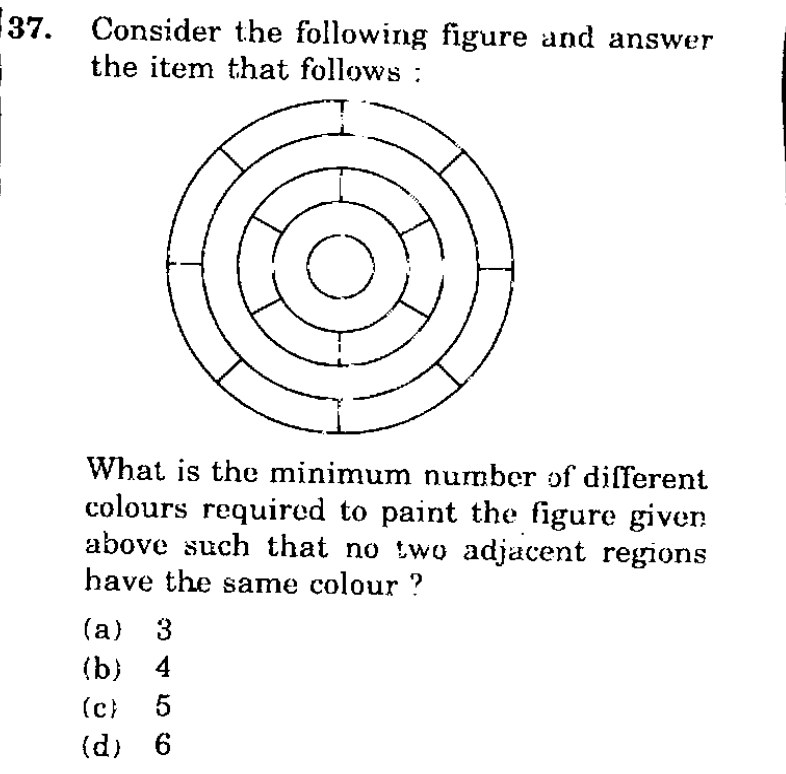 37. Consider the following figure and answer
the item that follows :
What is the minimum number of different
colours required to paint the figure given
above such that no two adjacent regions
have the same colour ?
(a) 3
(b) 4
(c) 5
(d) 6